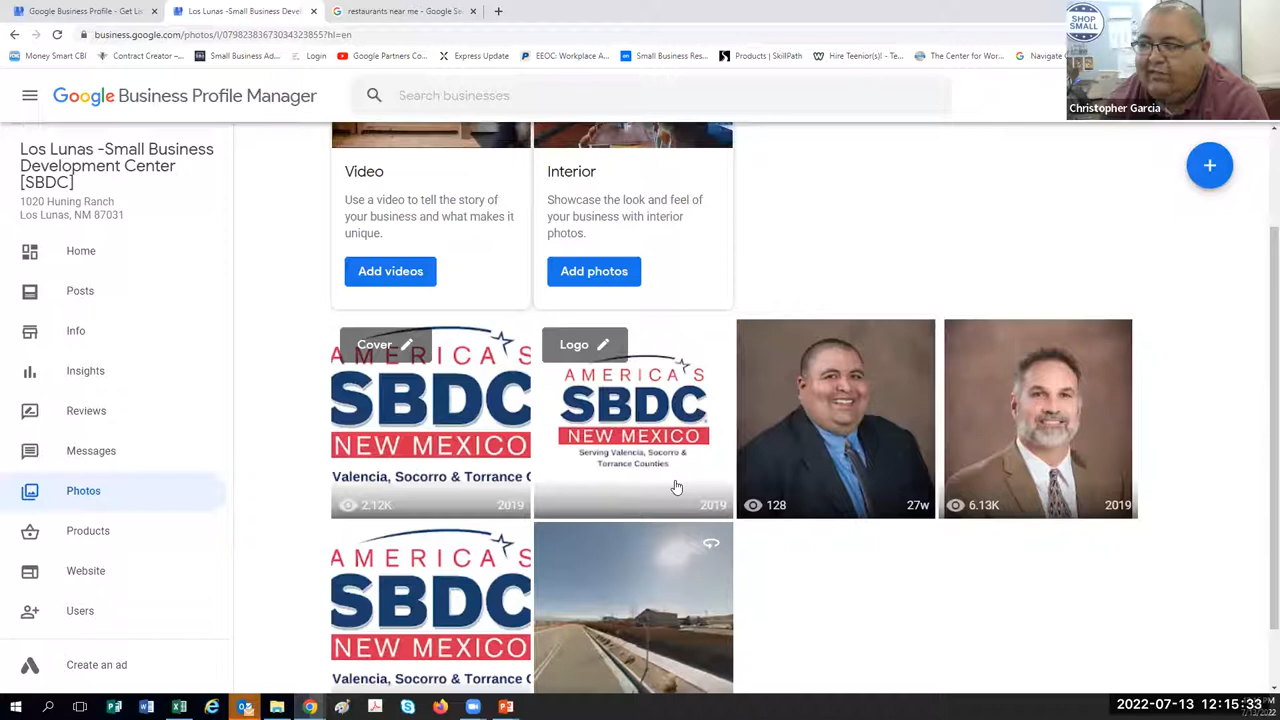 Google Business Profile - Get Lis
Los Lunas -Small Business Devel
restaurants near me - Google Se
business.google.com/photos/l/07982383673034323855?hl=en
Money Smart CBI
Contract Creator –...
Small Business Ad...
Login
Google Partners Co...
Express Update
EEOC: Workplace A...
Small Business Res...
Products | SkillPath
Hire Teenior(s)! - Te...
The Center for Wor...
Navigate
SHOP
SMALL
Christopher Garcia
Google Business Profile Manager
Search businesses
Los Lunas -Small Business
Development Center
[SBDC]
1020 Huning Ranch
Los Lunas, NM 87031
Home
Posts
Info
Insights
Reviews
Messages
Photos
Products
Website
Users
Create an ad
Video
Use a video to tell the story of
your business and what makes it
unique.
Add videos
Interior
Showcase the look and feel of
your business with interior
photos.
Add photos
Cover
AMERICA'S
SBDC
NEW MEXICO
Valencia, Socorro & Torrance
2.12K
2019
Logo
AMERICA'S
SBDC
NEW MEXICO
Serving Valencia, Socorro &
Torrance Counties
2019
128
27w
6.13K
2019
AMERICA'S
SBDC
NEW MEXICO
Valencia, Socorro & Torrance
2022-07-13 12:15:33